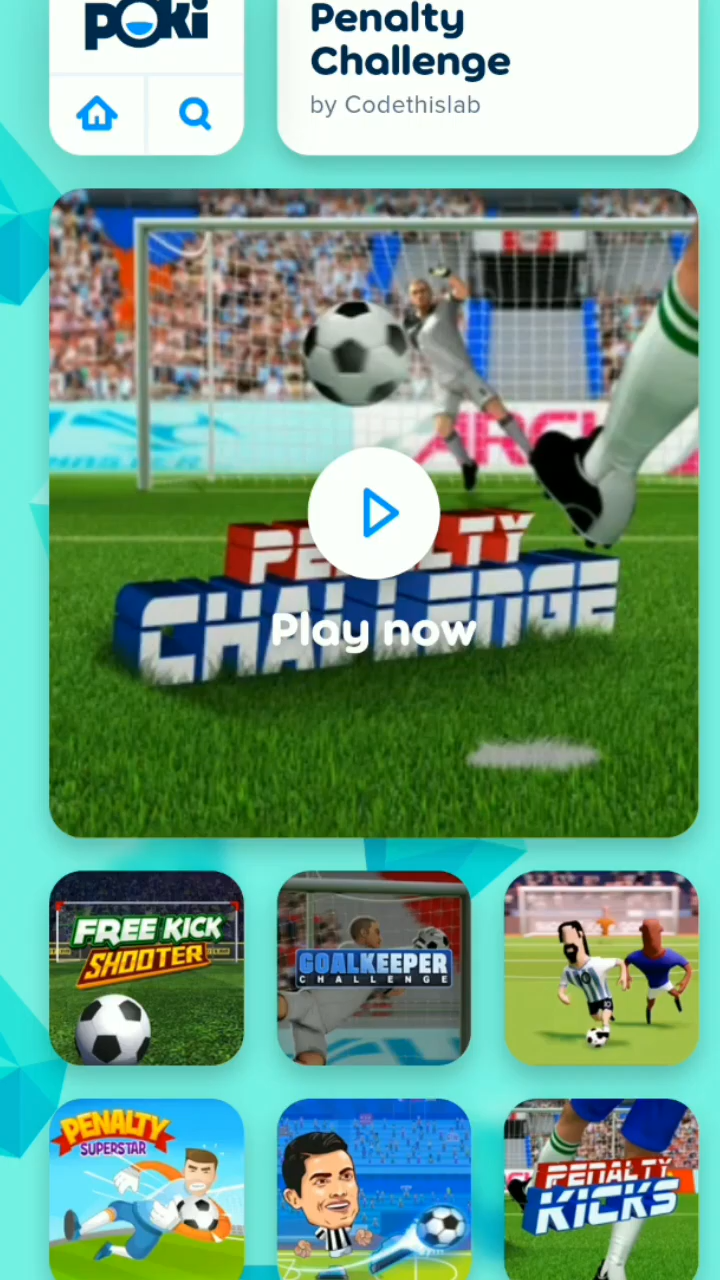 poki
Penalty
Challenge
by Codethislab
PENALTY
CHALLENGE
Play now
FREE KICK
SHOOTER
GOALKEEPER
CHALLENGE
PENALTY
SUPERSTAR
PENALTY
KICKS